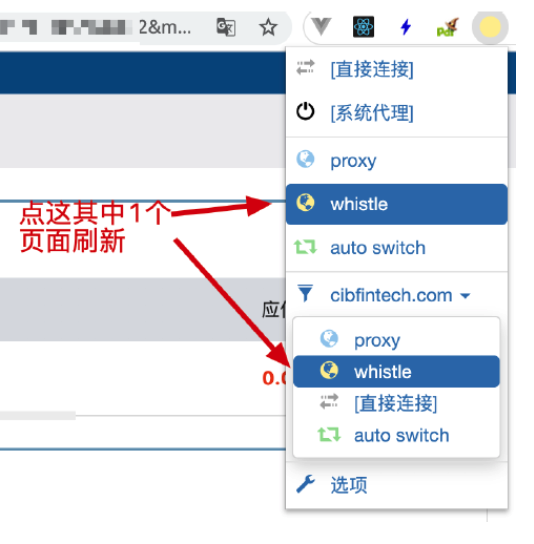 2&m...
[直接连接]
[系统代理]
proxy
点这其中1个
页面刷新
whistle
auto switch
cibfintech.com
应
proxy
0.
whistle
[直接连接]
auto switch
选项